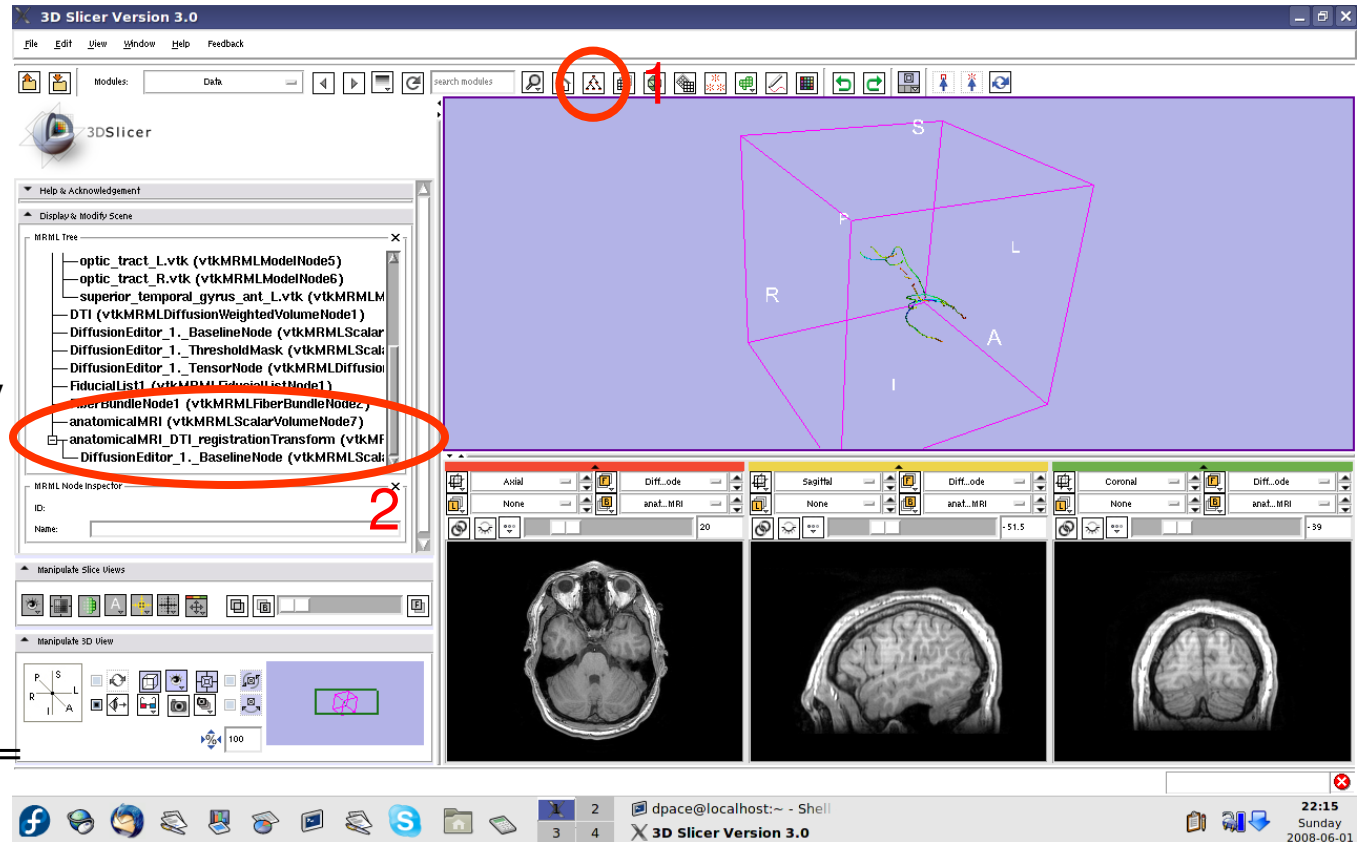 3D Slicer Version 3.0
File Edit View Window Help Feedback
Modules: Data search modules
1
3DSlicer
Help & Acknowledgement
Display & Modify Scene
MRML Tree
optic_tract_L.vtk (vtkMRMLModelNode5)
optic_tract_R.vtk (vtkMRMLModelNode6)
superior_temporal_gyrus_ant_L.vtk (vtkMRMLM
DTI (vtkMRMLDiffusionWeightedVolumeNode1)
DiffusionEditor_1._BaselineNode (vtkMRMLScalar
DiffusionEditor_1._ThresholdMask (vtkMRMLScala
DiffusionEditor_1._TensorNode (vtkMRMLDiffusion
FiducialList1 (vtkMRMLFiducialListNode1)
FiberBundleNode1 (vtkMRMLFiberBundleNode2)
anatomicalMRI (vtkMRMLScalarVolumeNode7)
anatomicalMRI_DTI_registrationTransform (vtkMF
DiffusionEditor_1._BaselineNode (vtkMRMLScala
MRML Node Inspector
2
ID:
Name:
Manipulate Slice Views
Manipulate 3D View
P S
R L
I A
100
S
P
L
R
A
I
Axial Diff...ode
None anat...MRI
20
Sagittal Diff...ode
None anat...MRI
-51.5
Coronal Diff...ode
None anat...MRI
-39
1 2
3 4
dpace@localhost:~ - Shell
3D Slicer Version 3.0
22:15
Sunday
2008-06-01